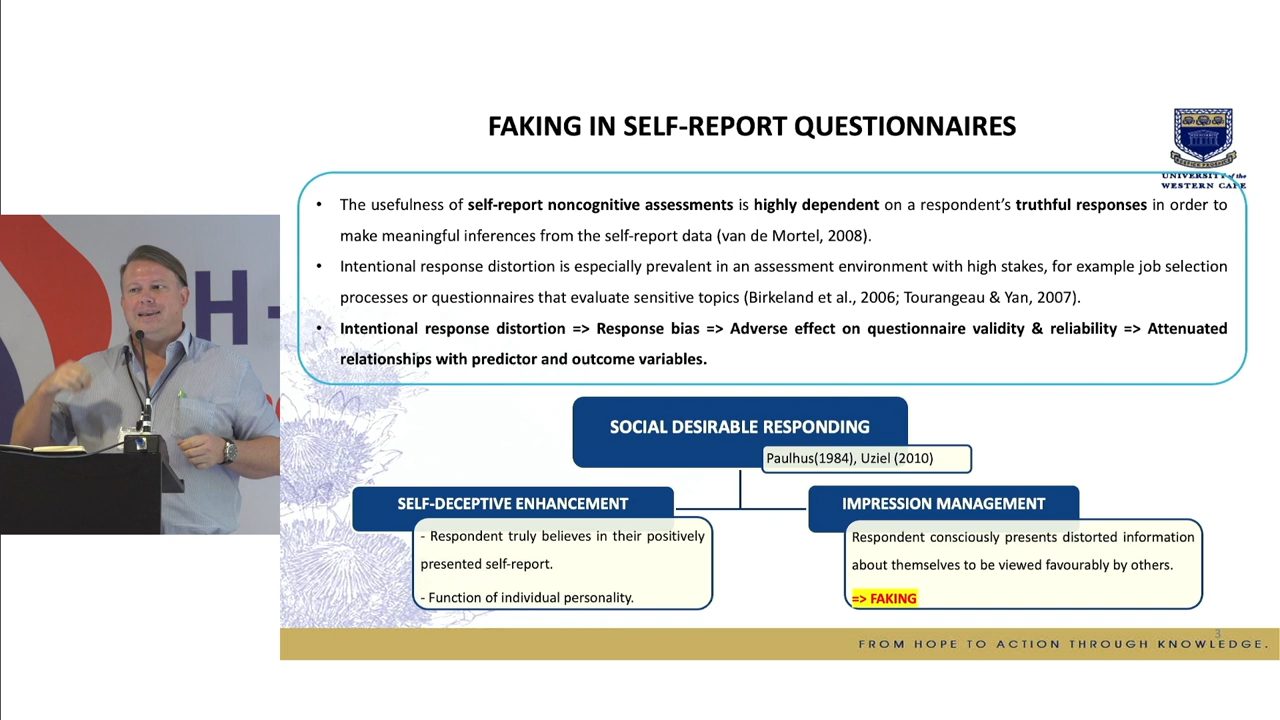 FAKING IN SELF-REPORT QUESTIONNAIRES
UNIVERSITY of the
WESTERN CAPE
• The usefulness of self-report noncognitive assessments is highly dependent on a respondent’s truthful responses in order to
make meaningful inferences from the self-report data (van de Mortel, 2008).
• Intentional response distortion is especially prevalent in an assessment environment with high stakes, for example job selection
processes or questionnaires that evaluate sensitive topics (Birkeland et al., 2006; Tourangeau & Yan, 2007).
• Intentional response distortion => Response bias => Adverse effect on questionnaire validity & reliability => Attenuated
relationships with predictor and outcome variables.
H-
SOCIAL DESIRABLE RESPONDING
Paulhus(1984), Uziel (2010)
SELF-DECEPTIVE ENHANCEMENT
- Respondent truly believes in their positively
presented self-report.
- Function of individual personality.
IMPRESSION MANAGEMENT
Respondent consciously presents distorted information
about themselves to be viewed favourably by others.
=> FAKING
3
FROM HOPE TO ACTION THROUGH KNOWLEDGE.